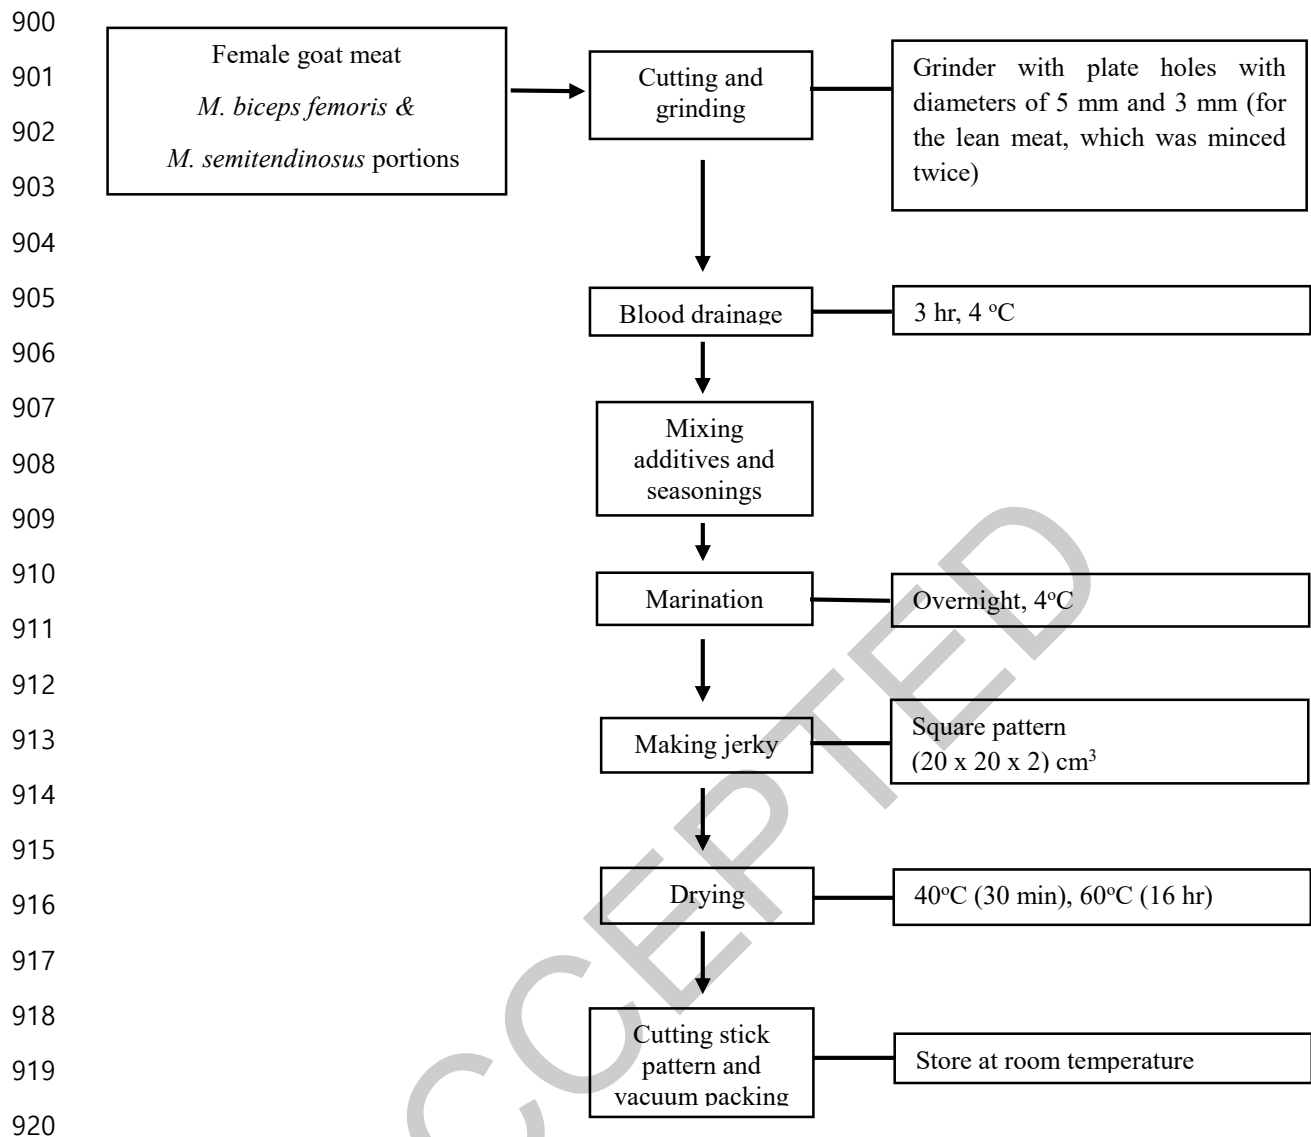 900
Female goat meat
M. biceps femoris &
M. semitendinosus portions
Cutting and
grinding
Grinder with plate holes with
diameters of 5 mm and 3 mm (for
the lean meat, which was minced
twice)
901
902
903
904
905
Blood drainage
3 hr, 4 °C
906
907
Mixing
additives and
seasonings
908
909
910
Marination
Overnight, 4°C
911
912
913
Making jerky
Square pattern
(20 x 20 x 2) cm³
914
915
916
Drying
40°C (30 min), 60°C (16 hr)
917
918
Cutting stick
pattern and
vacuum packing
Store at room temperature
919
920
CCEPTED